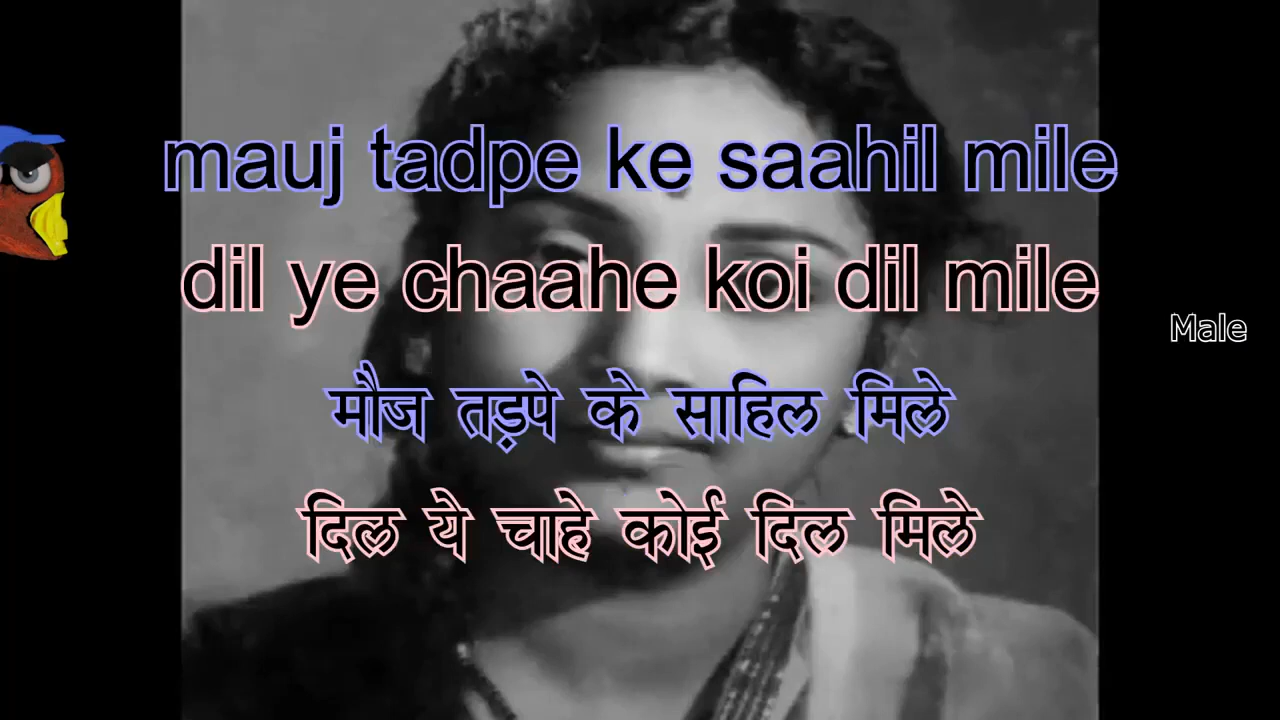 mauj tadpe ke saahil mile
dil ye chaahe koi dil mile
Male
मौज तड़पे के साहिल मिले
दिल ये चाहे कोई दिल मिले